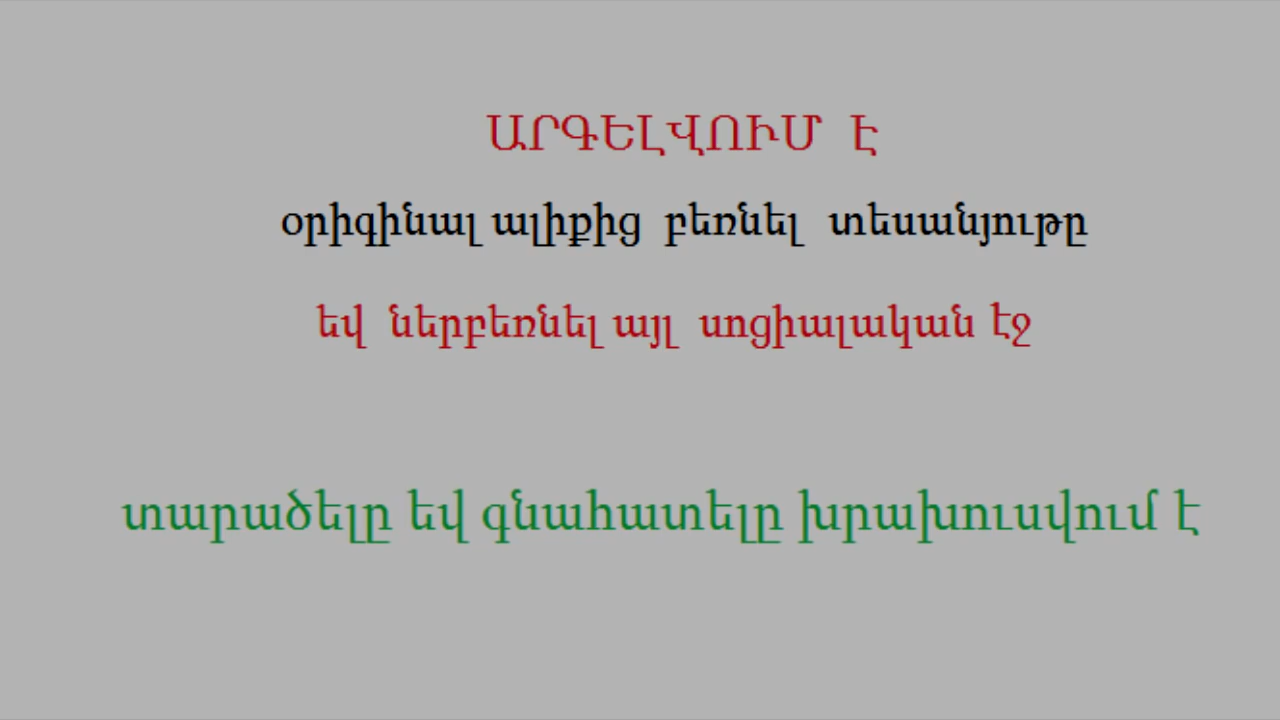 ԱՐԳԵԼՎՈՒՄ Է
օրիգինալ ալիքից բեռնել տեսանյութը
եվ ներբեռնել այլ սոցիալական էջ
տարածելը եվ գնահատելը խրախուսվում է